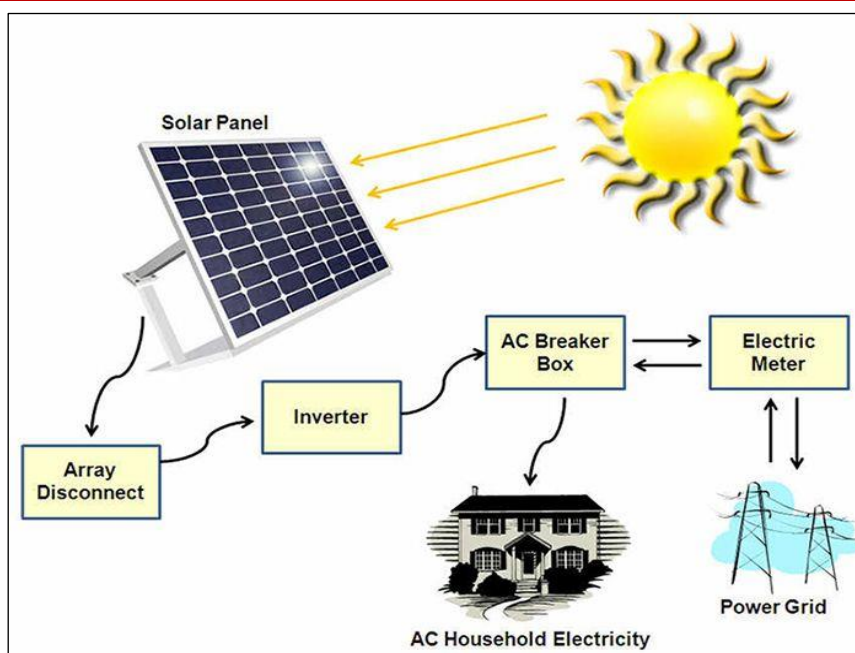 Solar Panel
AC Breaker
Box
Electric
Meter
Inverter
Array
Disconnect
Power Grid
AC Household Electricity